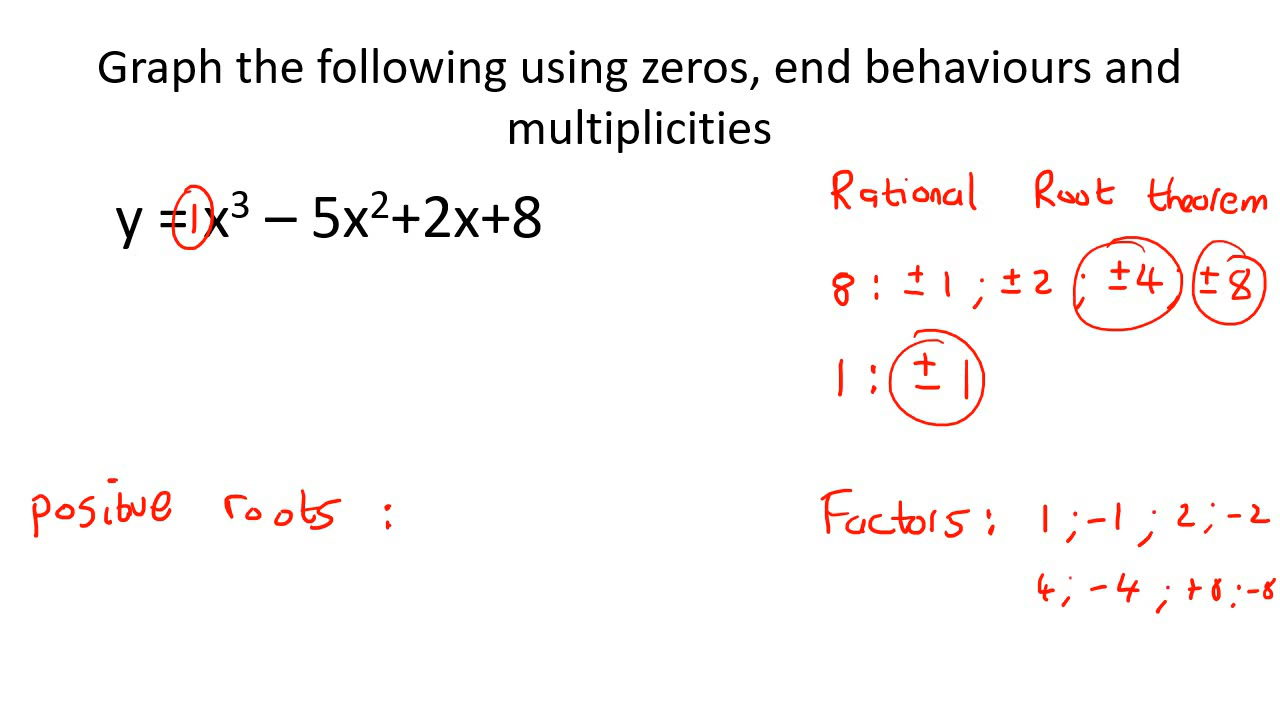 Graph the following using zeros, end behaviours and
multiplicities
y = 1x³ – 5x²+2x+8
Rational Root theorem
8 : ± 1 ; ± 2 ; ± 4 ± 8
1 : ± 1
positive roots :
Factors : 1 ; -1 ; 2 ; -2
4 ; -4 ; +8 ; -8